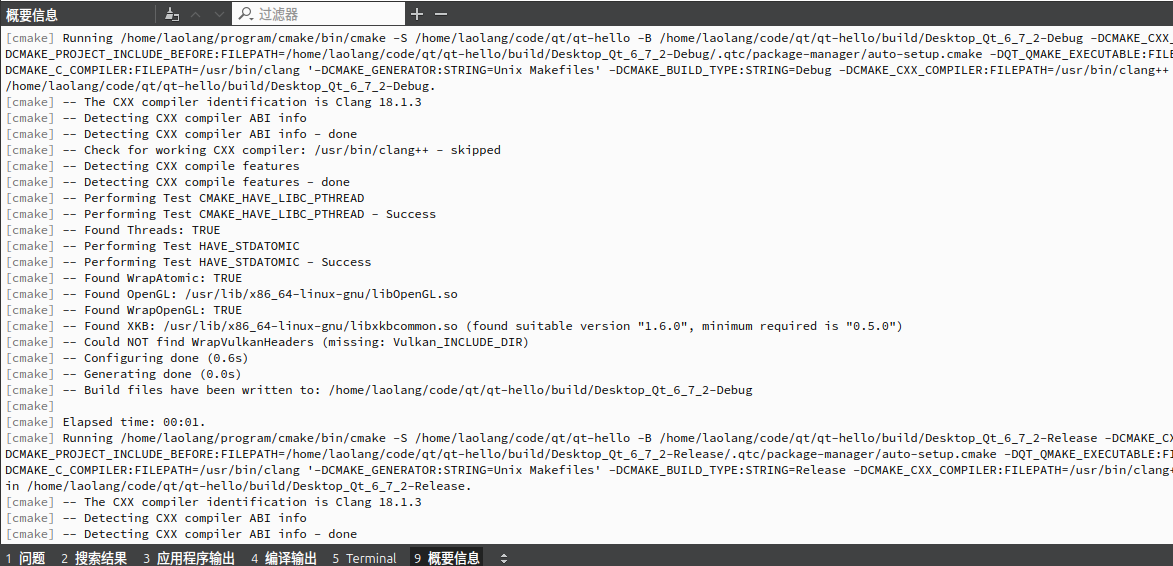 概要信息 过滤器
[cmake] Running /home/laolang/program/cmake/bin/cmake -S /home/laolang/code/qt/qt-hello -B /home/laolang/code/qt/qt-hello/build/Desktop_Qt_6_7_2-Debug -DCMAKE_CXX_
DCMAKE_PROJECT_INCLUDE_BEFORE:FILEPATH=/home/laolang/code/qt/qt-hello/build/Desktop_Qt_6_7_2-Debug/.qtc/package-manager/auto-setup.cmake -DQT_QMAKE_EXECUTABLE:FILE
DCMAKE_C_COMPILER:FILEPATH=/usr/bin/clang '-DCMAKE_GENERATOR:STRING=Unix Makefiles' -DCMAKE_BUILD_TYPE:STRING=Debug -DCMAKE_CXX_COMPILER:FILEPATH=/usr/bin/clang++
/home/laolang/code/qt/qt-hello/build/Desktop_Qt_6_7_2-Debug.
[cmake] -- The CXX compiler identification is Clang 18.1.3
[cmake] -- Detecting CXX compiler ABI info
[cmake] -- Detecting CXX compiler ABI info - done
[cmake] -- Check for working CXX compiler: /usr/bin/clang++ - skipped
[cmake] -- Detecting CXX compile features
[cmake] -- Detecting CXX compile features - done
[cmake] -- Performing Test CMAKE_HAVE_LIBC_PTHREAD
[cmake] -- Performing Test CMAKE_HAVE_LIBC_PTHREAD - Success
[cmake] -- Found Threads: TRUE
[cmake] -- Performing Test HAVE_STDATOMIC
[cmake] -- Performing Test HAVE_STDATOMIC - Success
[cmake] -- Found WrapAtomic: TRUE
[cmake] -- Found OpenGL: /usr/lib/x86_64-linux-gnu/libOpenGL.so
[cmake] -- Found WrapOpenGL: TRUE
[cmake] -- Found XKB: /usr/lib/x86_64-linux-gnu/libxkbcommon.so (found suitable version "1.6.0", minimum required is "0.5.0")
[cmake] -- Could NOT find WrapVulkanHeaders (missing: Vulkan_INCLUDE_DIR)
[cmake] -- Configuring done (0.6s)
[cmake] -- Generating done (0.0s)
[cmake] -- Build files have been written to: /home/laolang/code/qt/qt-hello/build/Desktop_Qt_6_7_2-Debug
[cmake]
[cmake] Elapsed time: 00:01.
[cmake] Running /home/laolang/program/cmake/bin/cmake -S /home/laolang/code/qt/qt-hello -B /home/laolang/code/qt/qt-hello/build/Desktop_Qt_6_7_2-Release -DCMAKE_CX
DCMAKE_PROJECT_INCLUDE_BEFORE:FILEPATH=/home/laolang/code/qt/qt-hello/build/Desktop_Qt_6_7_2-Release/.qtc/package-manager/auto-setup.cmake -DQT_QMAKE_EXECUTABLE:FI
DCMAKE_C_COMPILER:FILEPATH=/usr/bin/clang '-DCMAKE_GENERATOR:STRING=Unix Makefiles' -DCMAKE_BUILD_TYPE:STRING=Release -DCMAKE_CXX_COMPILER:FILEPATH=/usr/bin/clang+
in /home/laolang/code/qt/qt-hello/build/Desktop_Qt_6_7_2-Release.
[cmake] -- The CXX compiler identification is Clang 18.1.3
[cmake] -- Detecting CXX compiler ABI info
[cmake] -- Detecting CXX compiler ABI info - done
1 问题 2 搜索结果 3 应用程序输出 4 编译输出 5 Terminal 9 概要信息